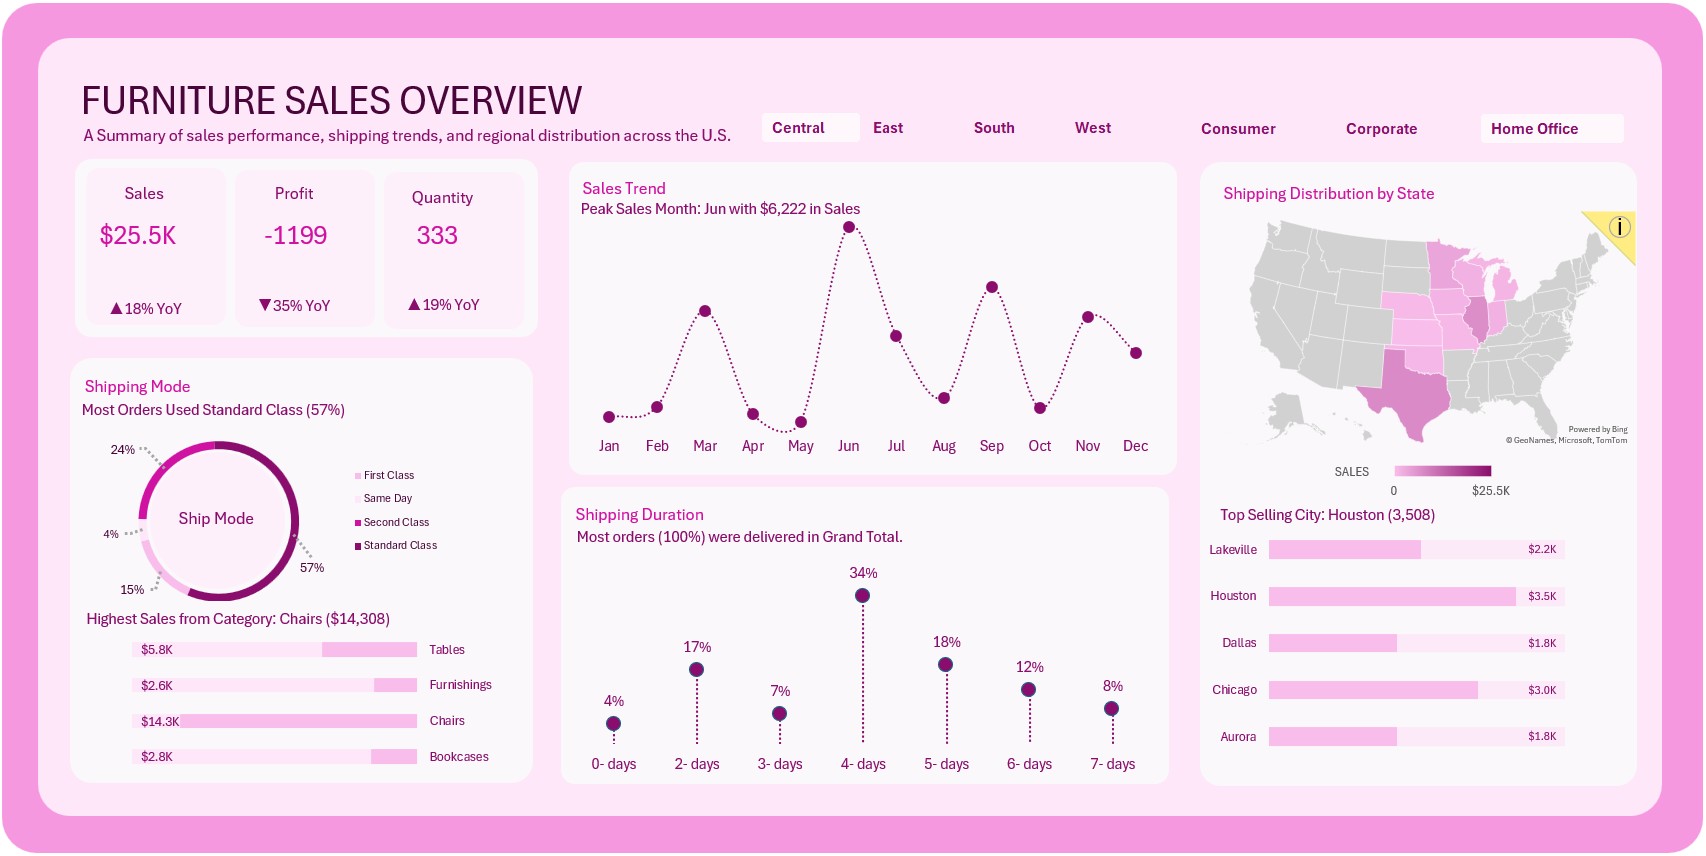 FURNITURE SALES OVERVIEW
A Summary of sales performance, shipping trends, and regional distribution across the U.S.
Central East South West
Consumer Corporate Home Office
Sales
$25.5K
▲18% YoY
Profit
-1199
▼35% YoY
Quantity
333
▲19% YoY
Shipping Mode
Most Orders Used Standard Class (57%)
24%
4%
15%
57%
Ship Mode
First Class
Same Day
Second Class
Standard Class
Highest Sales from Category: Chairs ($14,308)
$5.8K Tables
$2.6K Furnishings
$14.3K Chairs
$2.8K Bookcases
Sales Trend
Peak Sales Month: Jun with $6,222 in Sales
Jan Feb Mar Apr May Jun Jul Aug Sep Oct Nov Dec
Shipping Duration
Most orders (100%) were delivered in Grand Total.
4% 17% 7% 34% 18% 12% 8%
0- days 2- days 3- days 4- days 5- days 6- days 7- days
Shipping Distribution by State
i
Powered by Bing
© GeoNames, Microsoft, TomTom
SALES
0 $25.5K
Top Selling City: Houston (3,508)
Lakeville $2.2K
Houston $3.5K
Dallas $1.8K
Chicago $3.0K
Aurora $1.8K